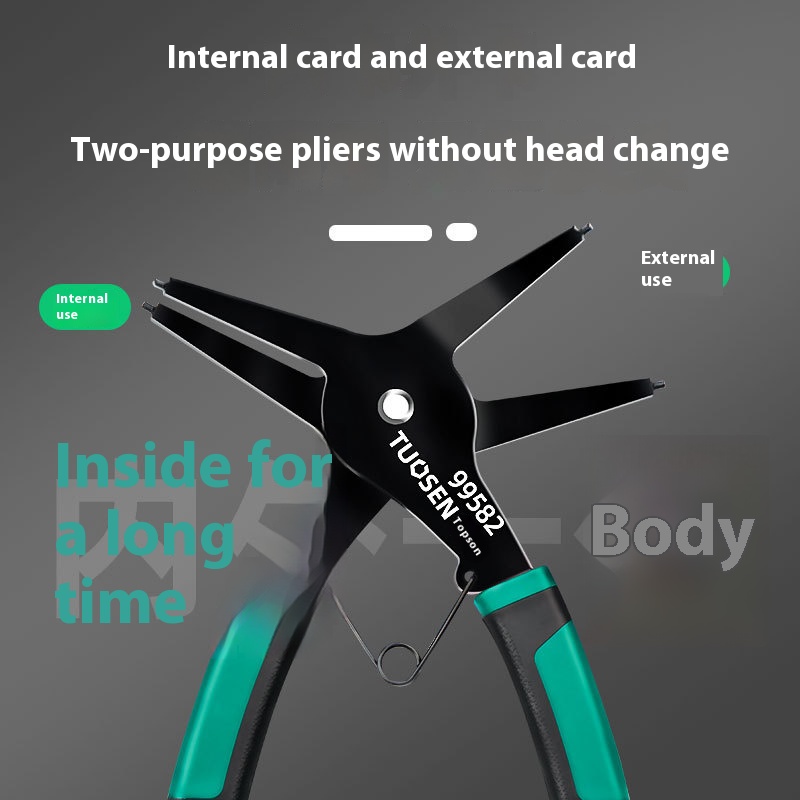 Internal card and external card
Two-purpose pliers without head change
Internal
use
External
use
TUOSEN
99582
Topson
Inside for
a long
time
Body